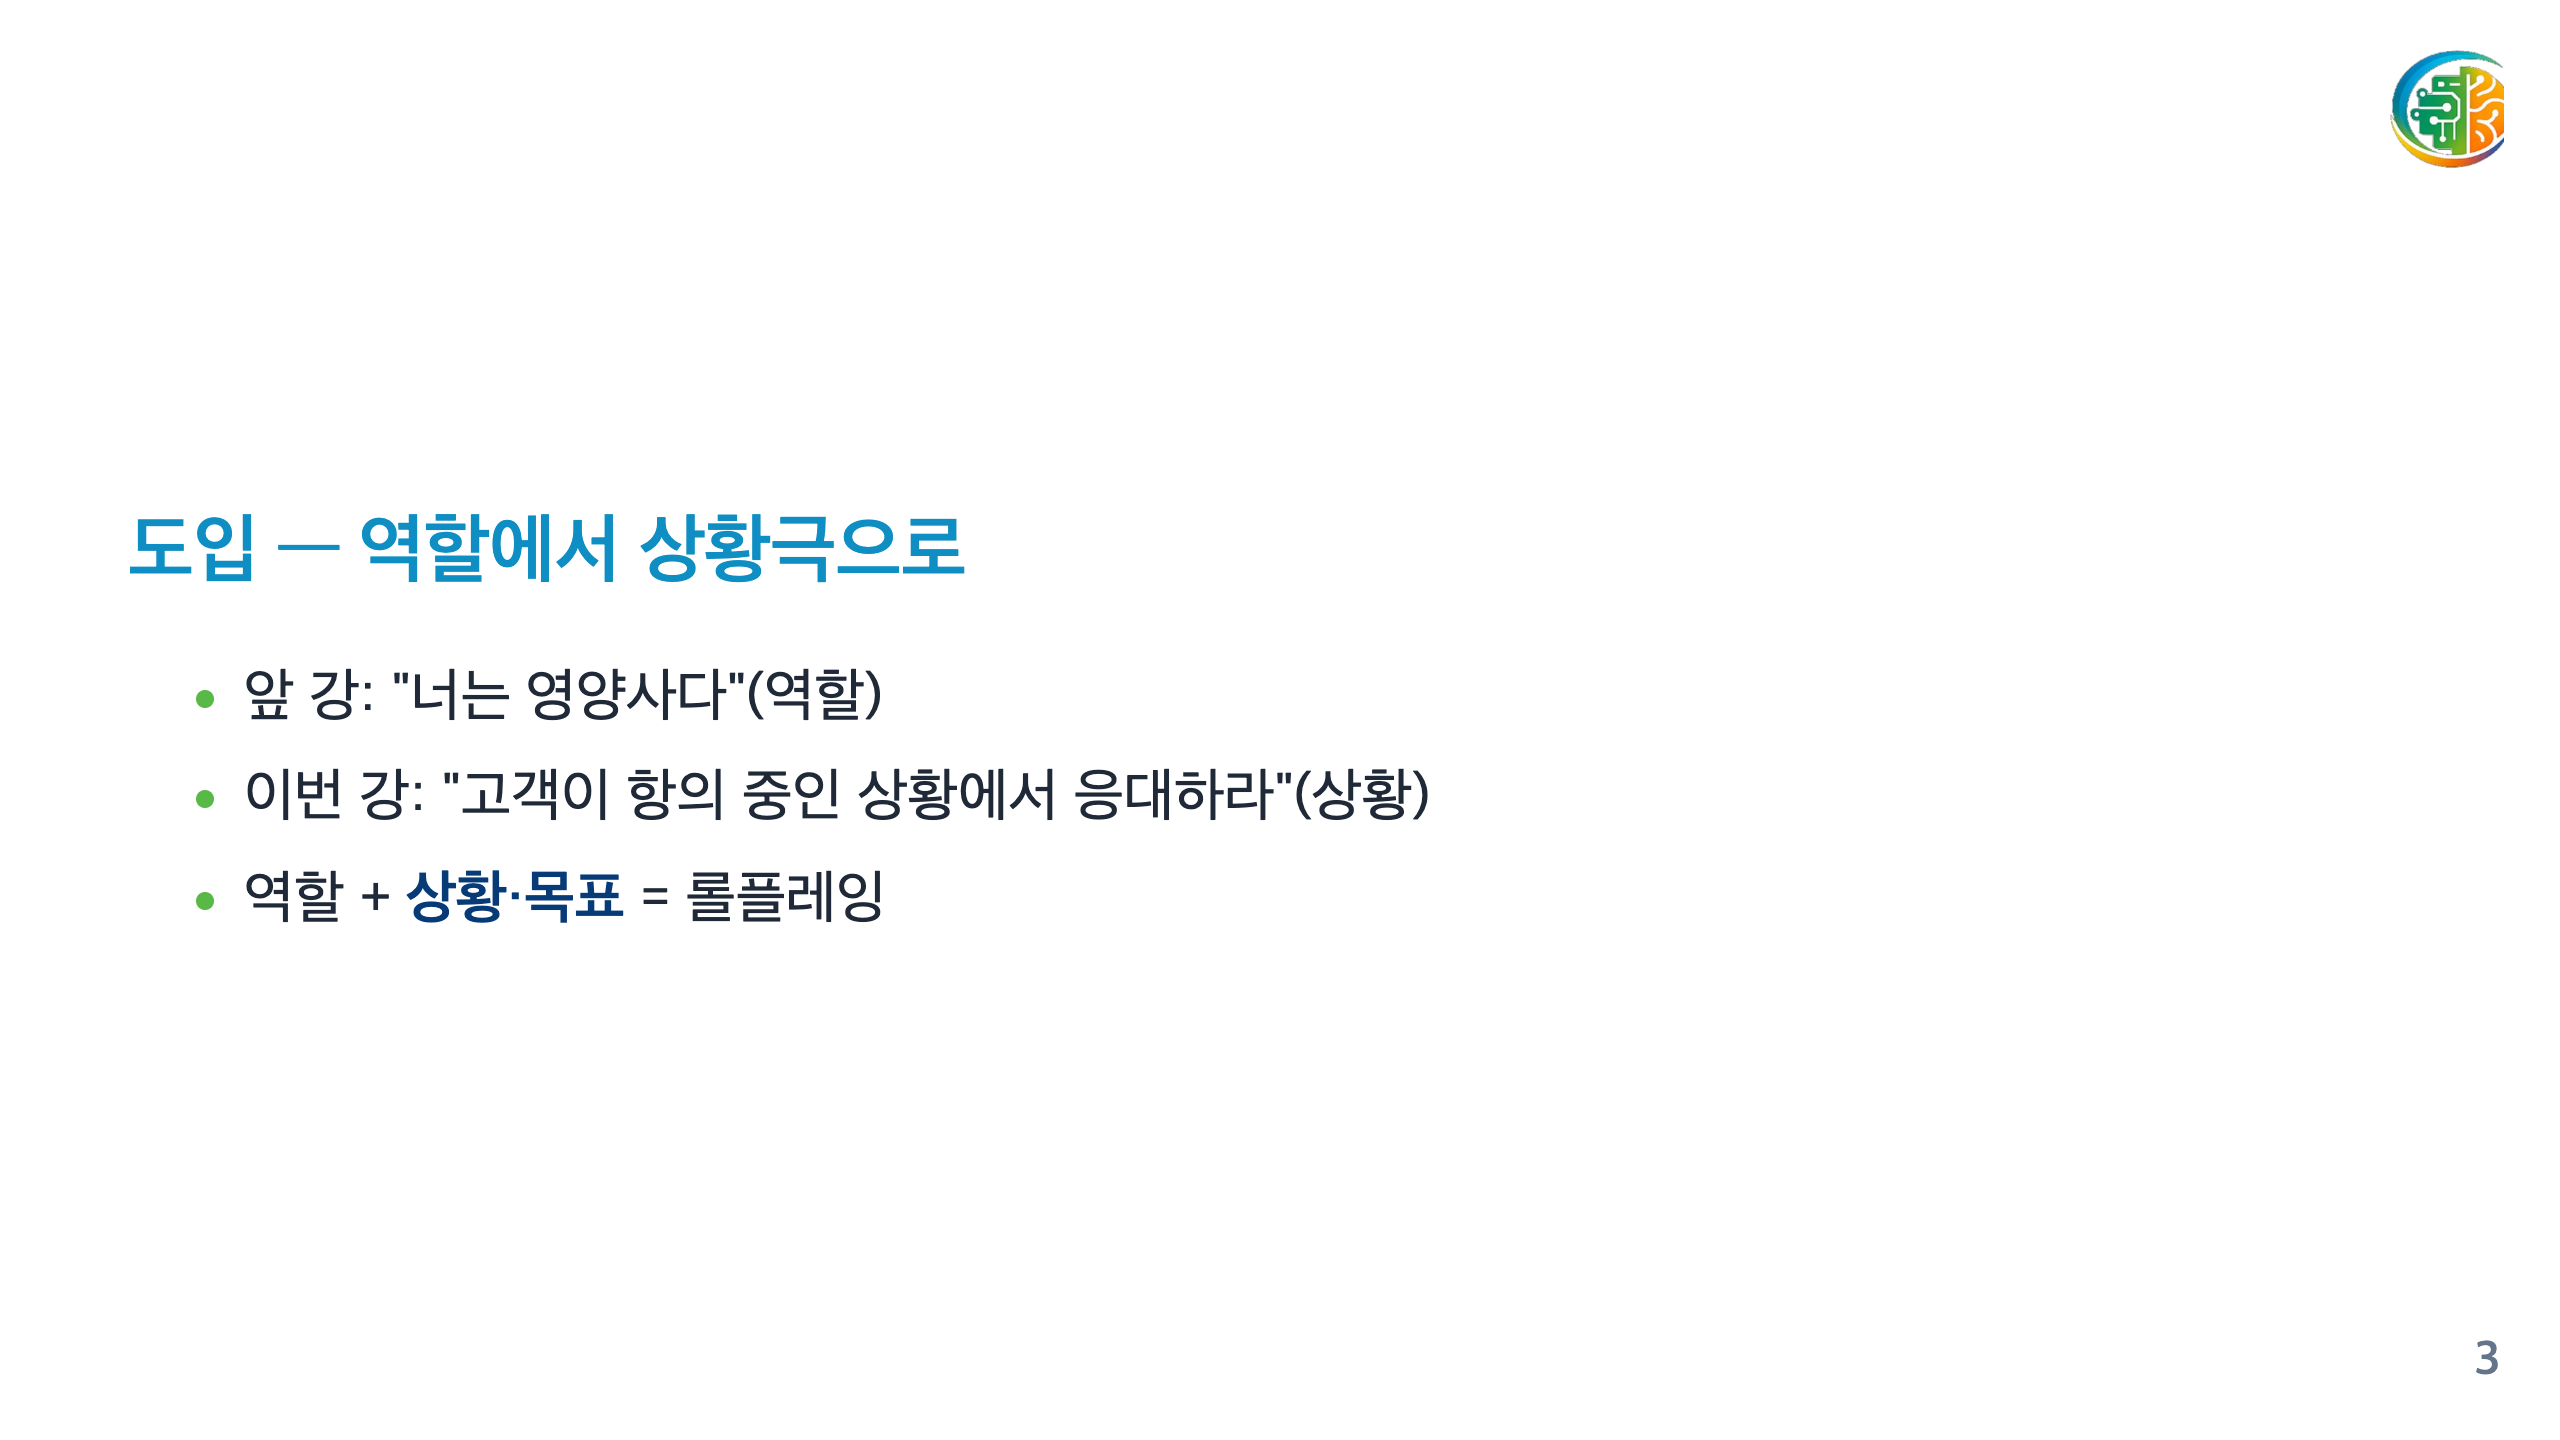 도입 — 역할에서 상황극으로
앞 강: "너는 영양사다"(역할)
이번 강: "고객이 항의 중인 상황에서 응대하라"(상황)
역할 + 상황·목표 = 롤플레잉
3